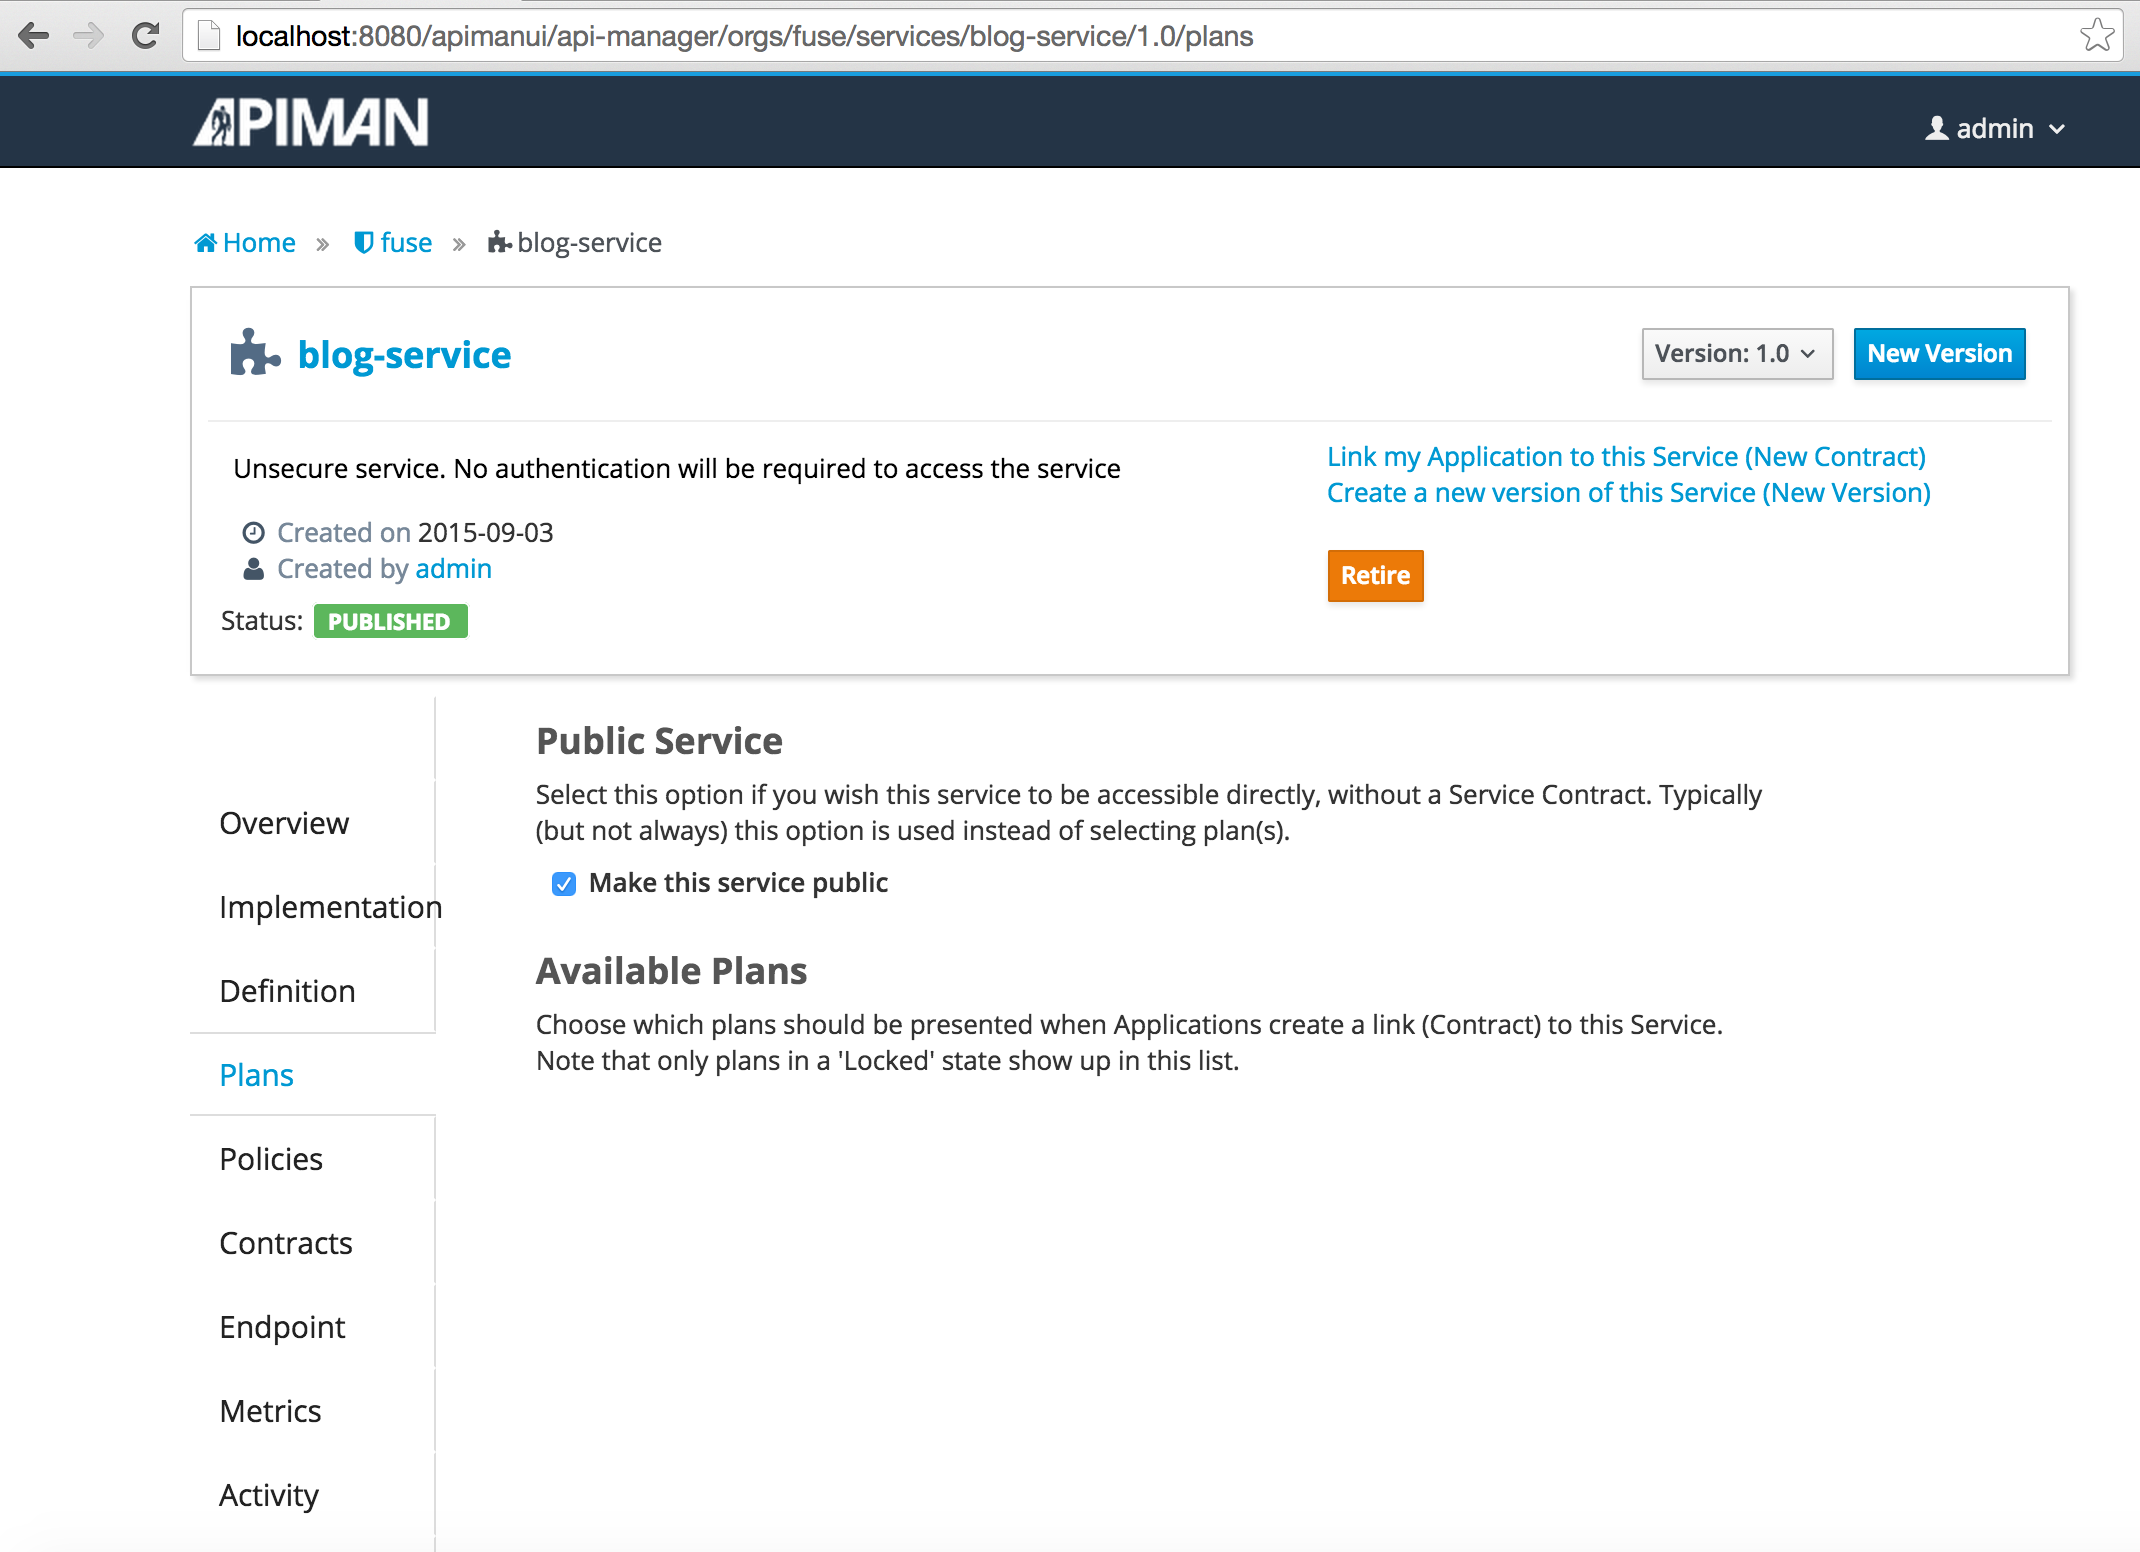 localhost:8080/apimanui/api-manager/orgs/fuse/services/blog-service/1.0/plans
APIMAN
admin
Home » fuse » blog-service
blog-service
Version: 1.0
New Version
Unsecure service. No authentication will be required to access the service
Link my Application to this Service (New Contract)
Create a new version of this Service (New Version)
Created on 2015-09-03
Created by admin
Retire
Status: PUBLISHED
Overview
Implementation
Definition
Plans
Policies
Contracts
Endpoint
Metrics
Activity
Public Service
Select this option if you wish this service to be accessible directly, without a Service Contract. Typically
(but not always) this option is used instead of selecting plan(s).
Make this service public
Available Plans
Choose which plans should be presented when Applications create a link (Contract) to this Service.
Note that only plans in a 'Locked' state show up in this list.